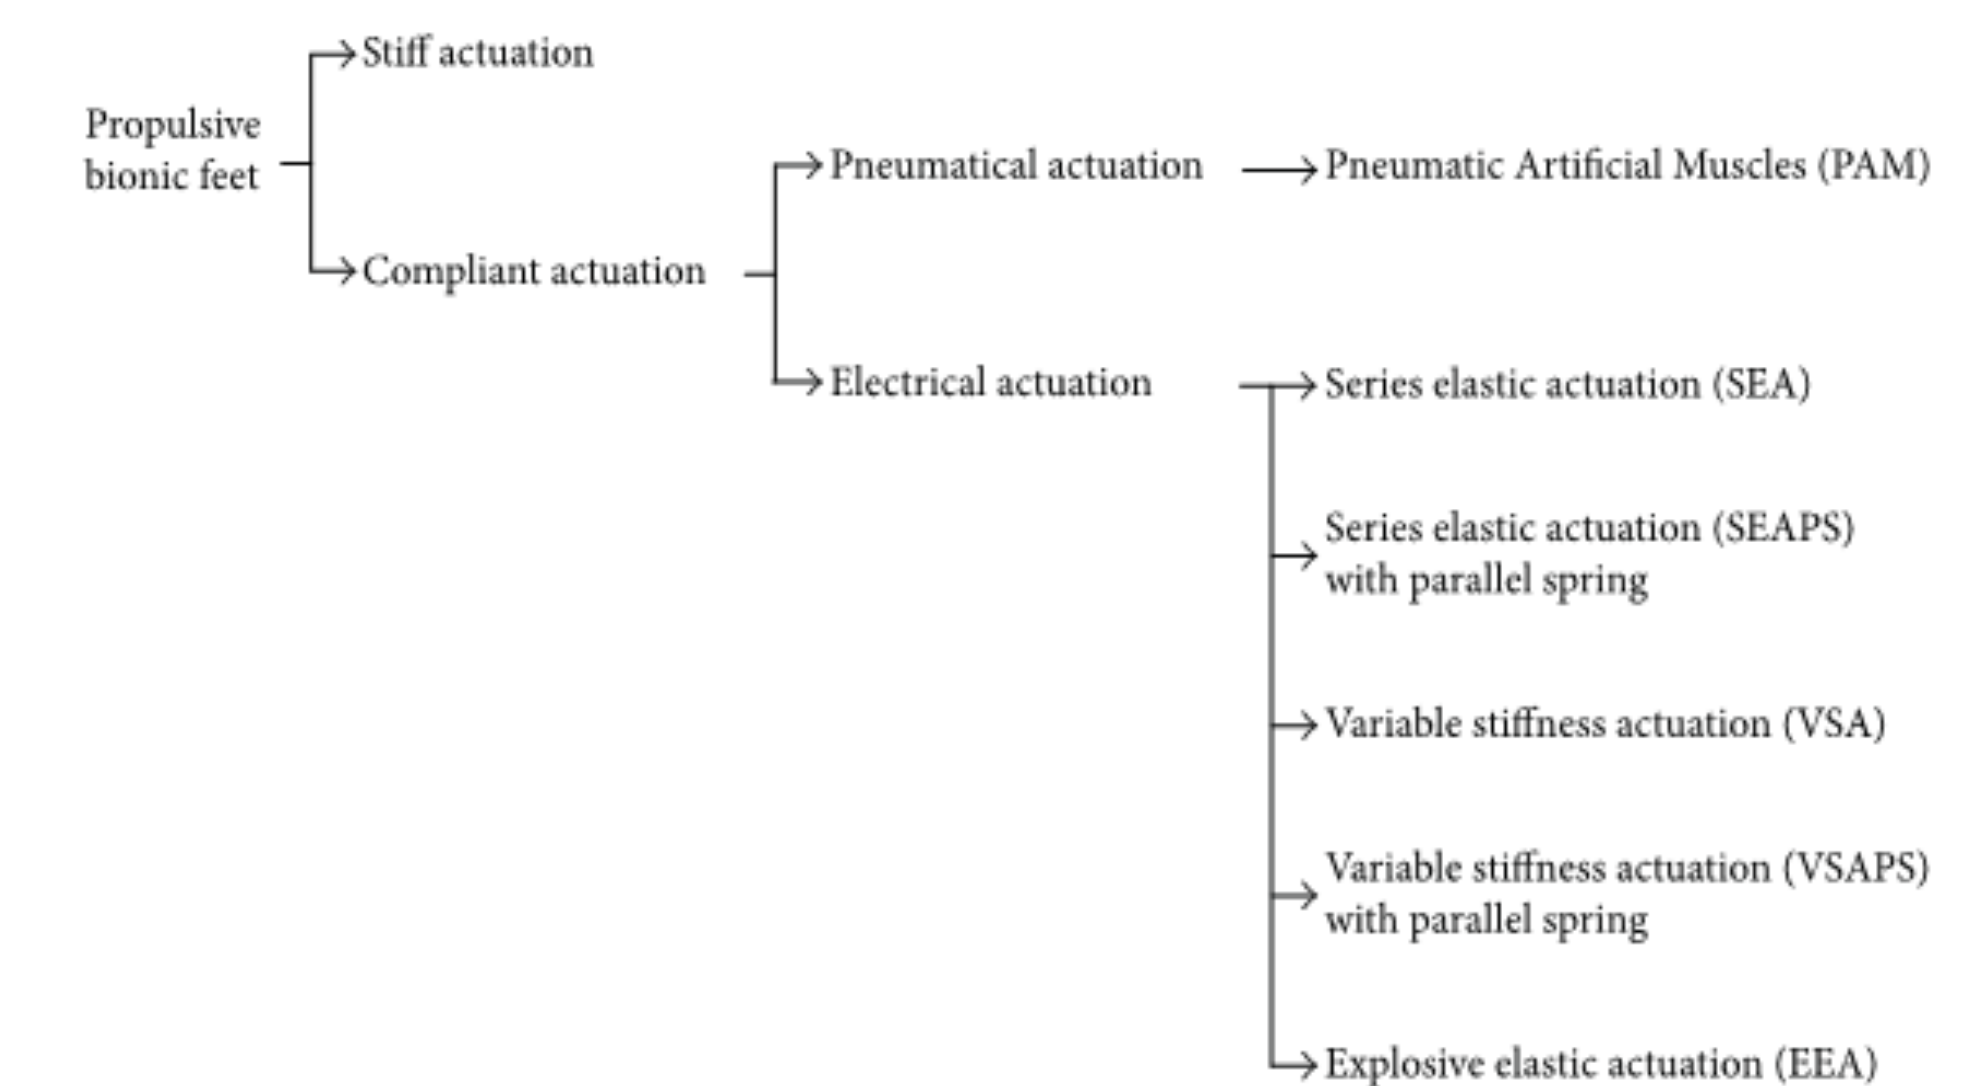 Stiff actuation
Propulsive
bionic feet
Pneumatical actuation
Pneumatic Artificial Muscles (PAM)
Compliant actuation
Electrical actuation
Series elastic actuation (SEA)
Series elastic actuation (SEAPS)
with parallel spring
Variable stiffness actuation (VSA)
Variable stiffness actuation (VSAPS)
with parallel spring
Explosive elastic actuation (EEA)